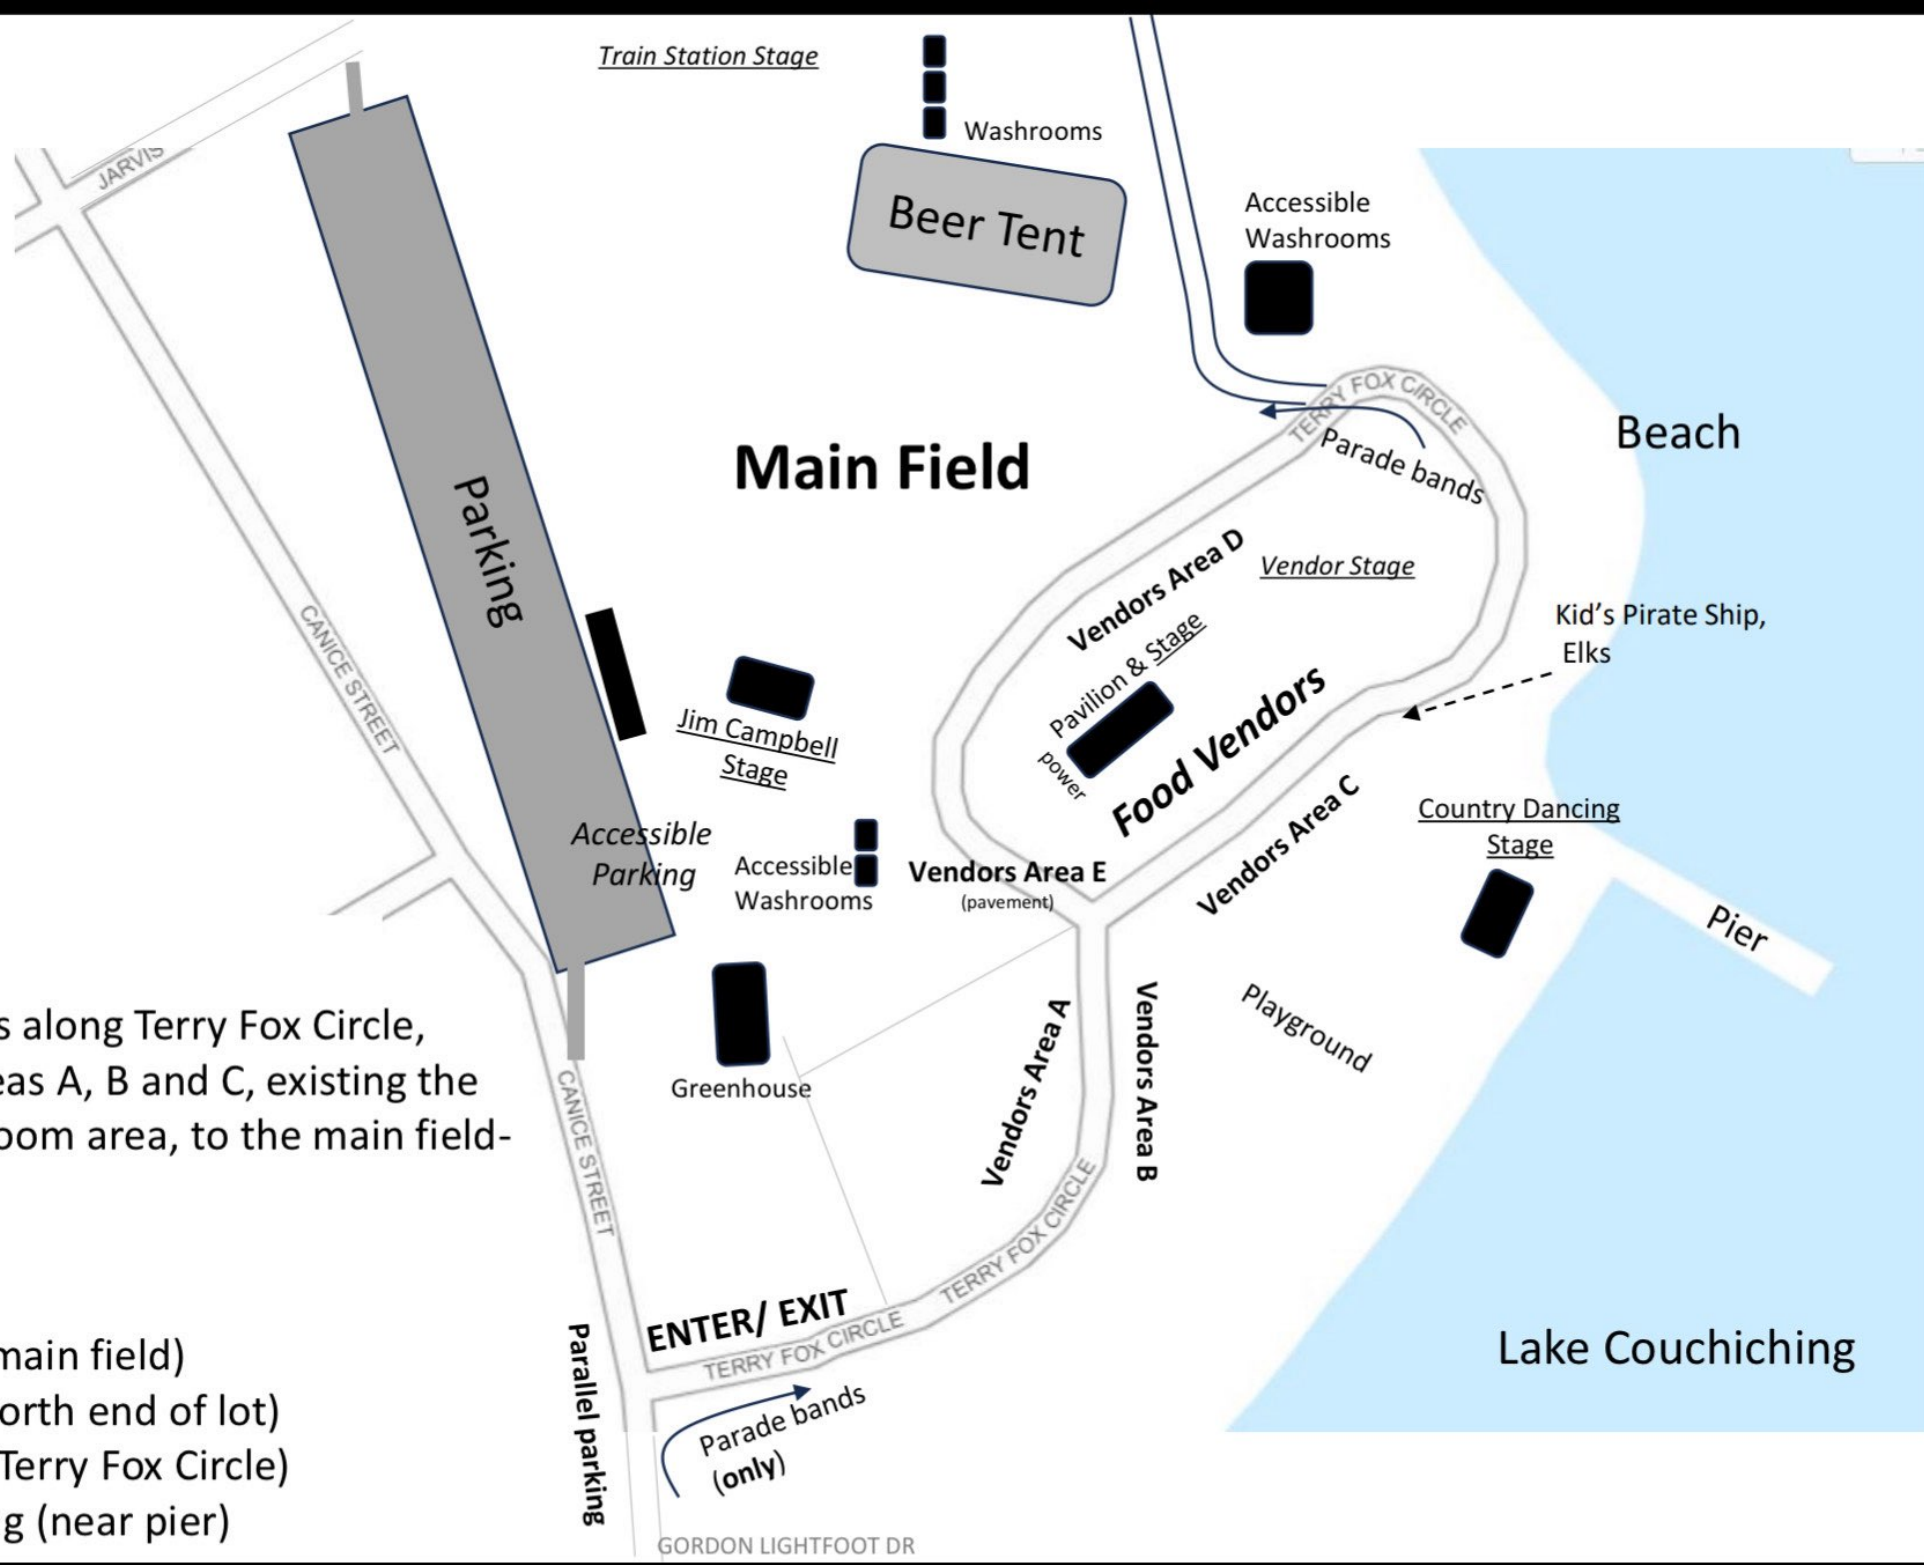 Train Station Stage
Washrooms
JARVIS
Beer Tent
Accessible
Washrooms
TERRY FOX CIRCLE
Beach
Main Field
Parade bands
Parking
Vendors Area D
Vendor Stage
Kid’s Pirate Ship,
Elks
CANICE STREET
Pavilion & Stage
power
Food Vendors
Jim Campbell
Stage
Vendors Area C
Country Dancing
Stage
Accessible
Parking
Accessible
Washrooms
Vendors Area E
(pavement)
Pier
Vendors Area A
Vendors Area B
Playground
Greenhouse
s along Terry Fox Circle,
eas A, B and C, existing the
oom area, to the main field-
CANICE STREET
TERRY FOX CIRCLE
ENTER/ EXIT
TERRY FOX CIRCLE
Lake Couchiching
Parallel parking
Parade bands
(only)
main field)
orth end of lot)
Terry Fox Circle)
g (near pier)
GORDON LIGHTFOOT DR